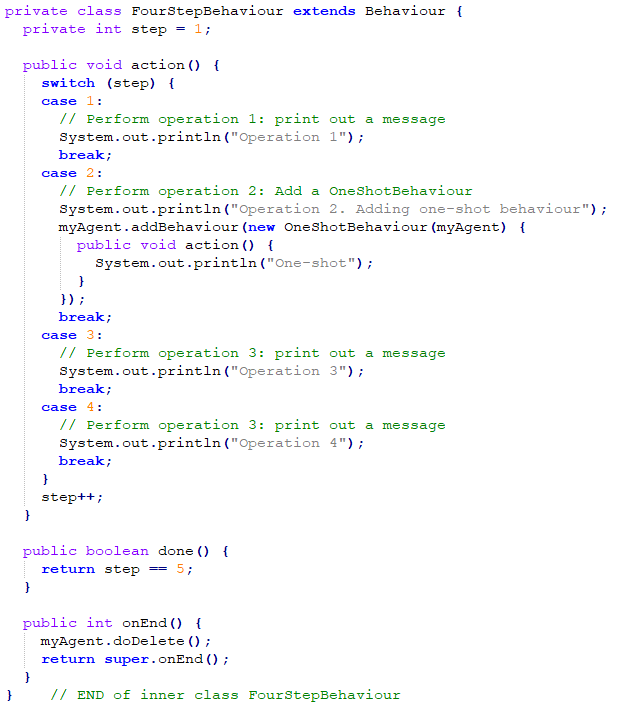 private class FourStepBehaviour extends Behaviour {
  private int step = 1;

  public void action() {
    switch (step) {
    case 1:
      // Perform operation 1: print out a message
      System.out.println("Operation 1");
      break;
    case 2:
      // Perform operation 2: Add a OneShotBehaviour
      System.out.println("Operation 2. Adding one-shot behaviour");
      myAgent.addBehaviour(new OneShotBehaviour(myAgent) {
        public void action() {
          System.out.println("One-shot");
        }
      });
      break;
    case 3:
      // Perform operation 3: print out a message
      System.out.println("Operation 3");
      break;
    case 4:
      // Perform operation 3: print out a message
      System.out.println("Operation 4");
      break;
    }
    step++;
  }

  public boolean done() {
    return step == 5;
  }

  public int onEnd() {
    myAgent.doDelete();
    return super.onEnd();
  }
}    // END of inner class FourStepBehaviour